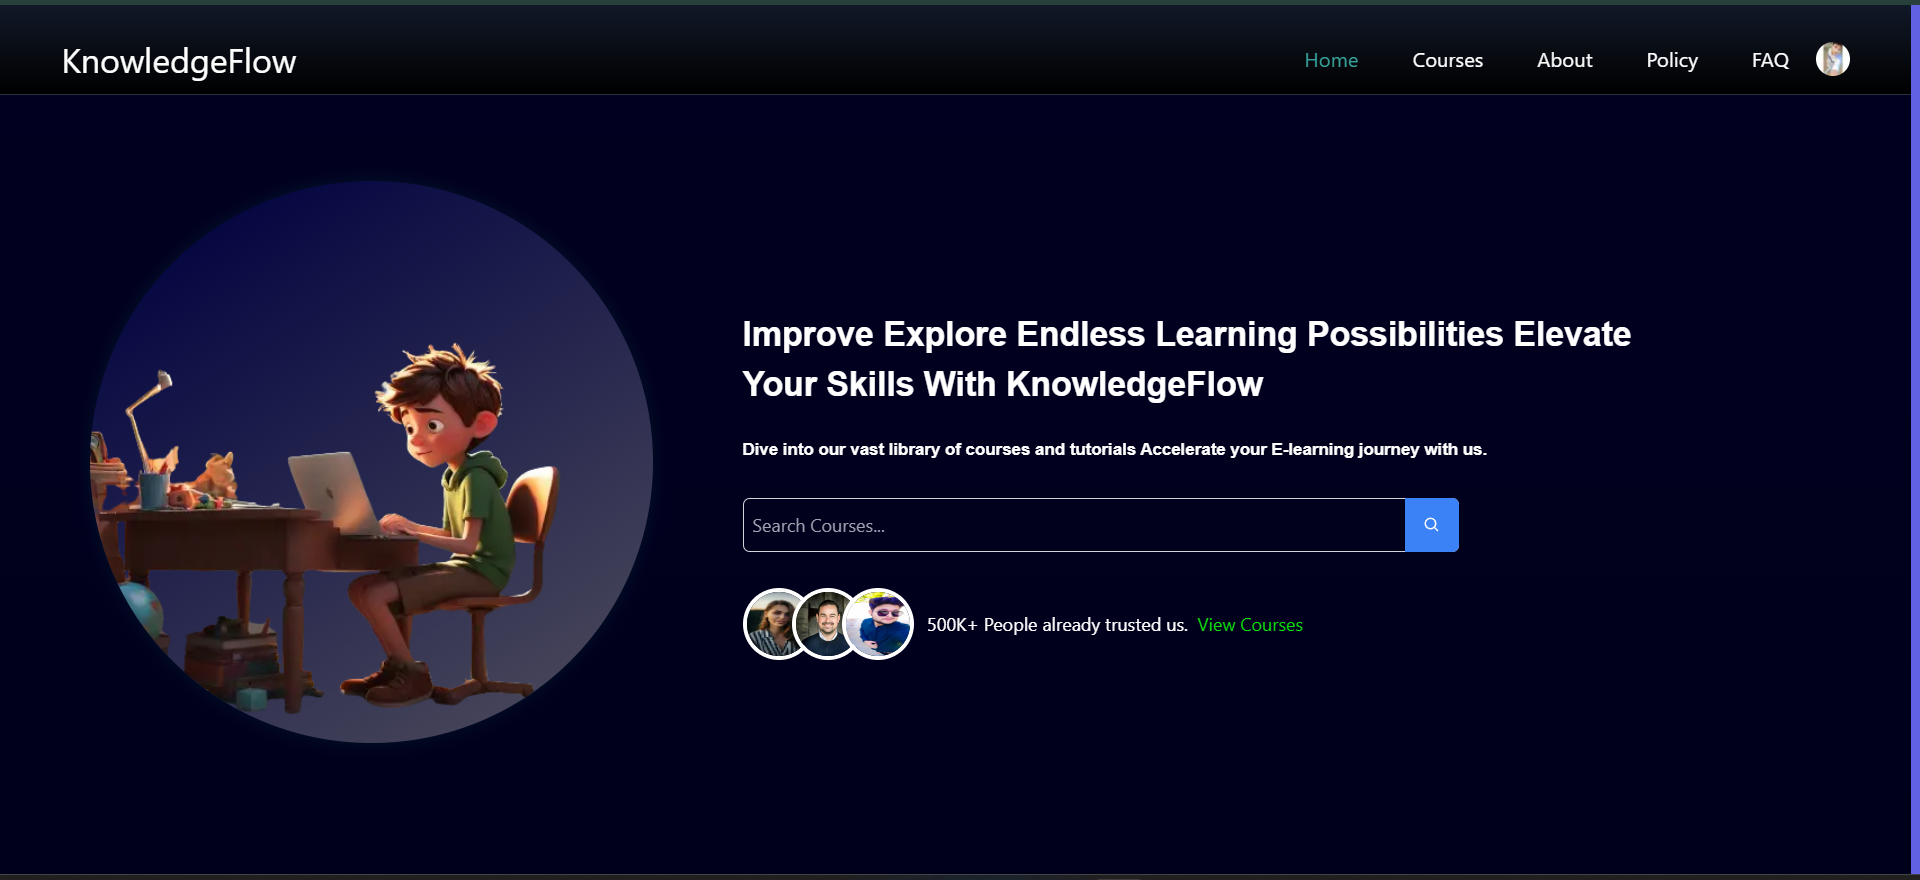 KnowledgeFlow
Home Courses About Policy FAQ
Improve Explore Endless Learning Possibilities Elevate
Your Skills With KnowledgeFlow
Dive into our vast library of courses and tutorials Accelerate your E-learning journey with us.
Search Courses...
500K+ People already trusted us. View Courses